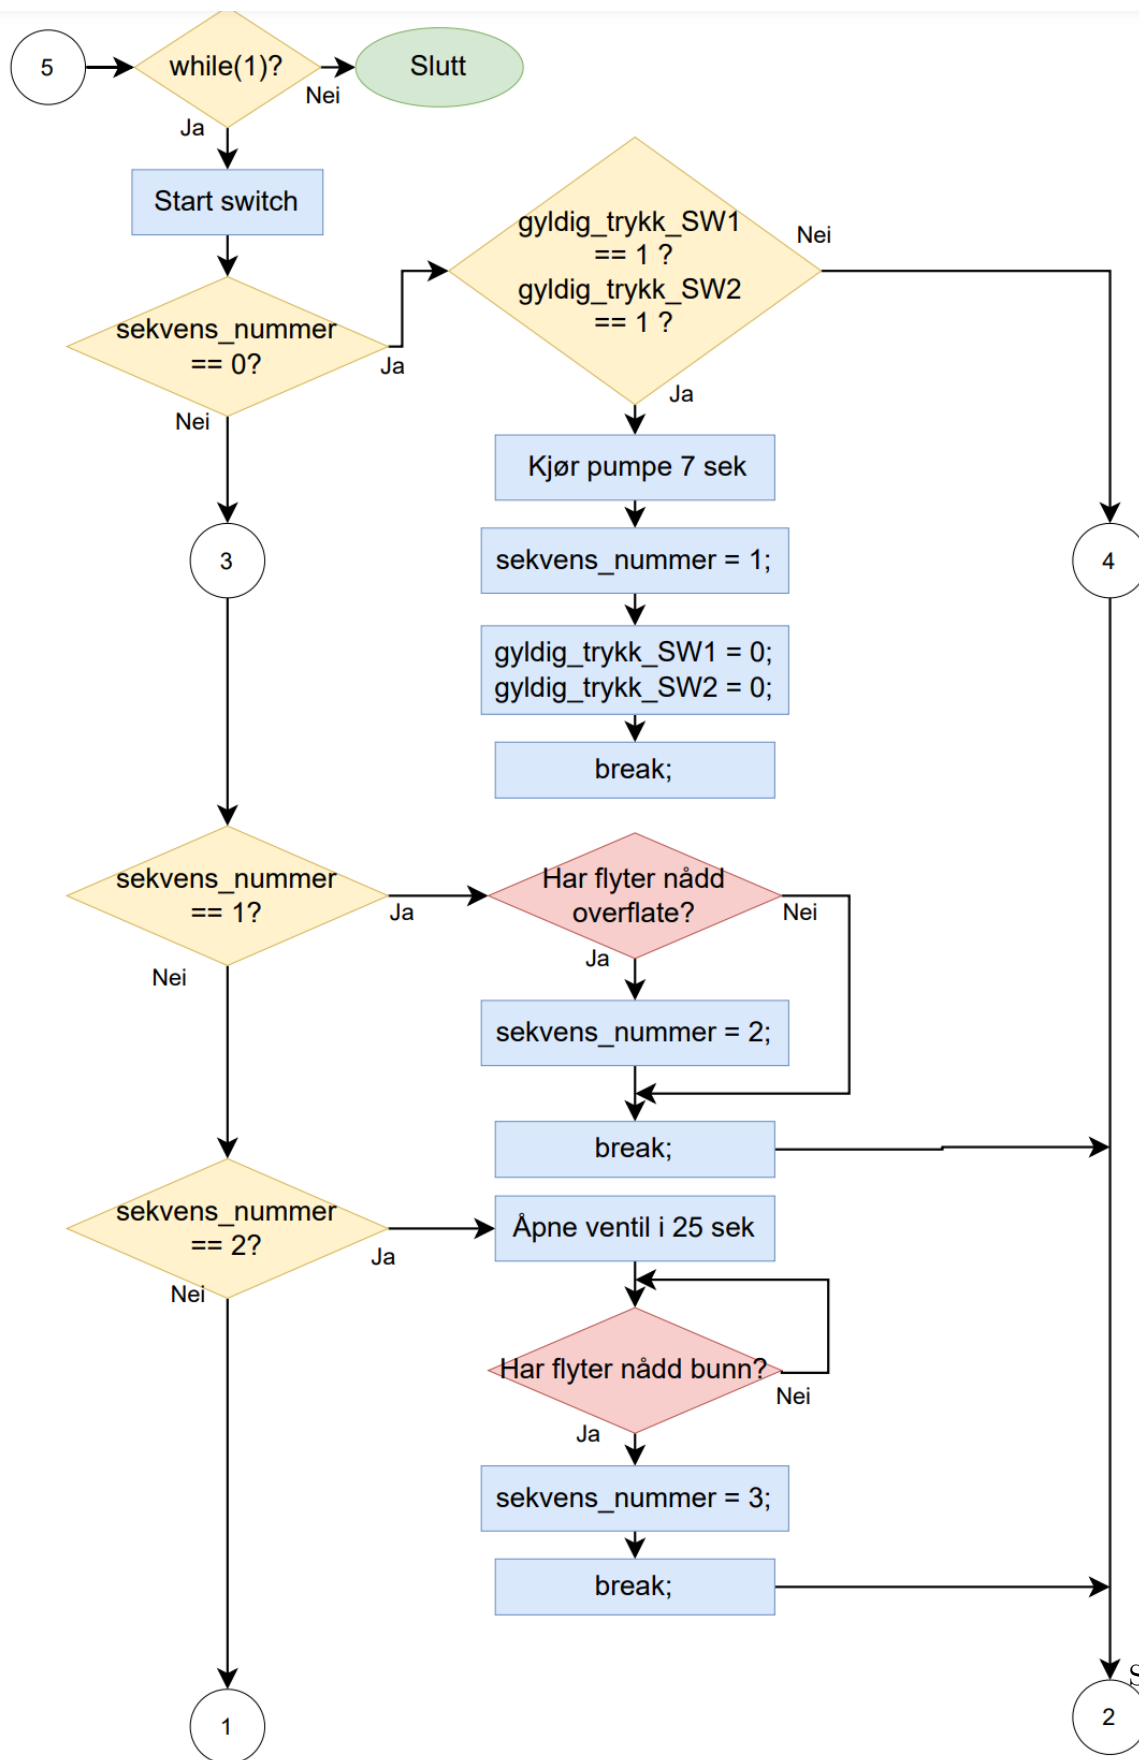 5
while(1)?
Nei
Slutt
Ja
Start switch
sekvens_nummer
== 0?
Ja
Nei
gyldig_trykk_SW1
== 1 ?
gyldig_trykk_SW2
== 1 ?
Nei
Ja
Kjør pumpe 7 sek
sekvens_nummer = 1;
gyldig_trykk_SW1 = 0;
gyldig_trykk_SW2 = 0;
break;
3
4
sekvens_nummer
== 1?
Ja
Nei
Har flyter nådd
overflate?
Nei
Ja
sekvens_nummer = 2;
break;
sekvens_nummer
== 2?
Ja
Nei
Åpne ventil i 25 sek
Har flyter nådd bunn?
Nei
Ja
sekvens_nummer = 3;
break;
1
2